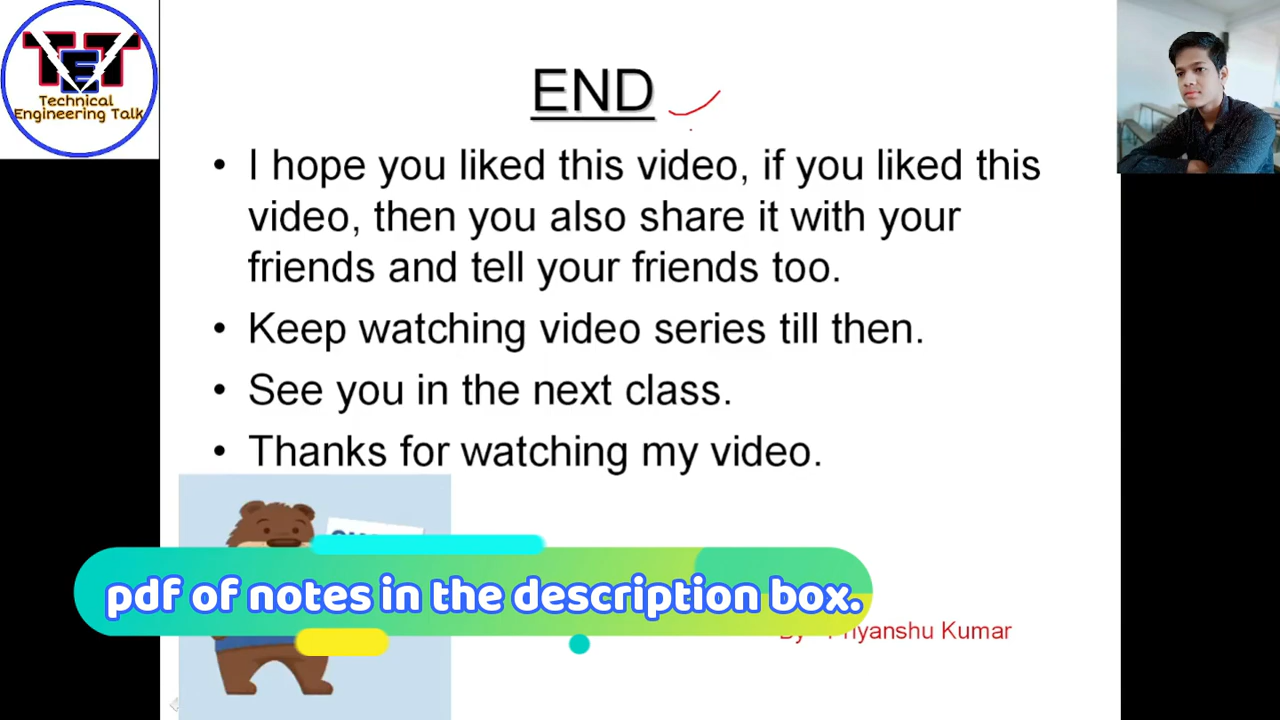 TET
Technical
Engineering Talk
END
• I hope you liked this video, if you liked this
video, then you also share it with your
friends and tell your friends too.
• Keep watching video series till then.
• See you in the next class.
• Thanks for watching my video.
pdf of notes in the description box.
Kumar